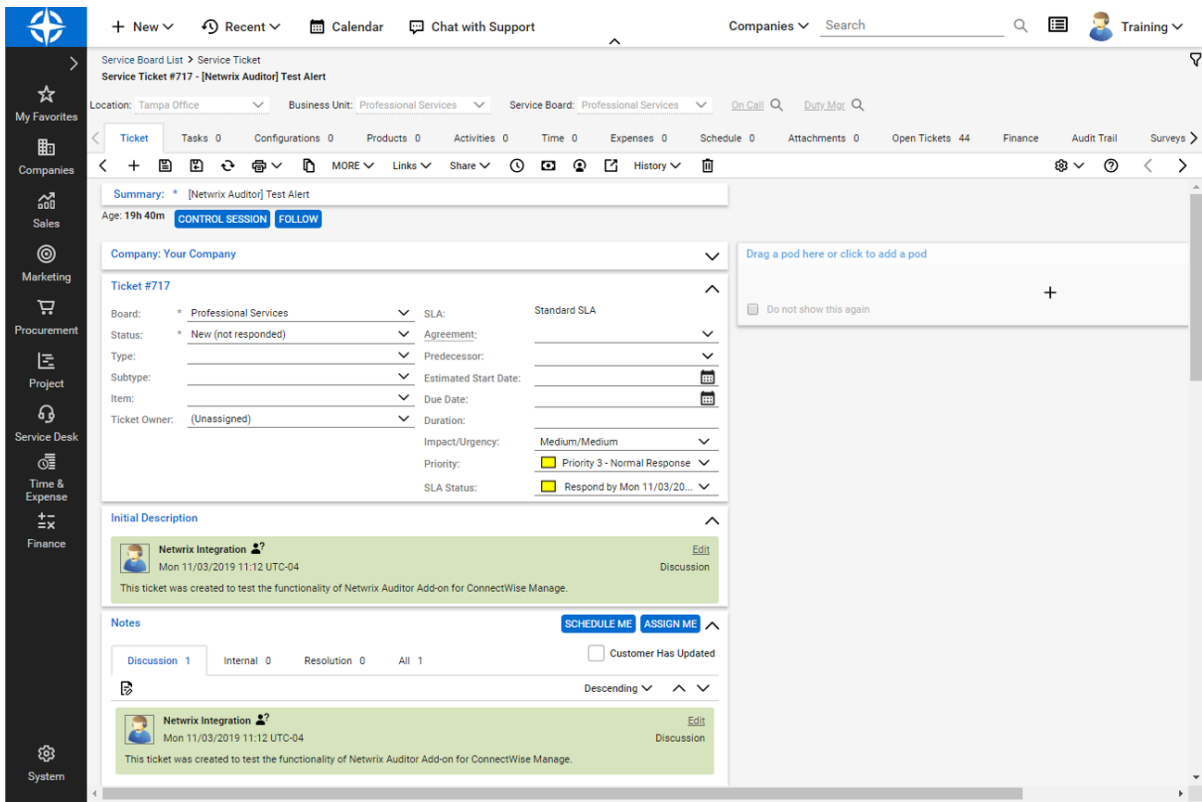 New Recent Calendar Chat with Support Companies Search Training
Service Board List > Service Ticket
Service Ticket #717 - [Netwrix Auditor] Test Alert
Location: Tampa Office Business Unit: Professional Services Service Board: Professional Services On Call Duty Mgr
Ticket Tasks 0 Configurations 0 Products 0 Activities 0 Time 0 Expenses 0 Schedule 0 Attachments 0 Open Tickets 44 Finance Audit Trail Surveys
MORE Links Share History
My Favorites
Companies
Sales
Marketing
Procurement
Project
Service Desk
Time &
Expense
Finance
System
Summary: * [Netwrix Auditor] Test Alert
Age: 19h 40m CONTROL SESSION FOLLOW
Company: Your Company
Ticket #717
Board: * Professional Services
Status: * New (not responded)
Type:
Subtype:
Item:
Ticket Owner: (Unassigned)
SLA: Standard SLA
Agreement:
Predecessor:
Estimated Start Date:
Due Date:
Duration:
Impact/Urgency: Medium/Medium
Priority: Priority 3 - Normal Response
SLA Status: Respond by Mon 11/03/20...
Initial Description
Netwrix Integration ? Edit
Mon 11/03/2019 11:12 UTC-04 Discussion
This ticket was created to test the functionality of Netwrix Auditor Add-on for ConnectWise Manage.
Notes SCHEDULE ME ASSIGN ME
Discussion 1 Internal 0 Resolution 0 All 1 Customer Has Updated
Descending
Netwrix Integration ? Edit
Mon 11/03/2019 11:12 UTC-04 Discussion
This ticket was created to test the functionality of Netwrix Auditor Add-on for ConnectWise Manage.
Drag a pod here or click to add a pod
Do not show this again